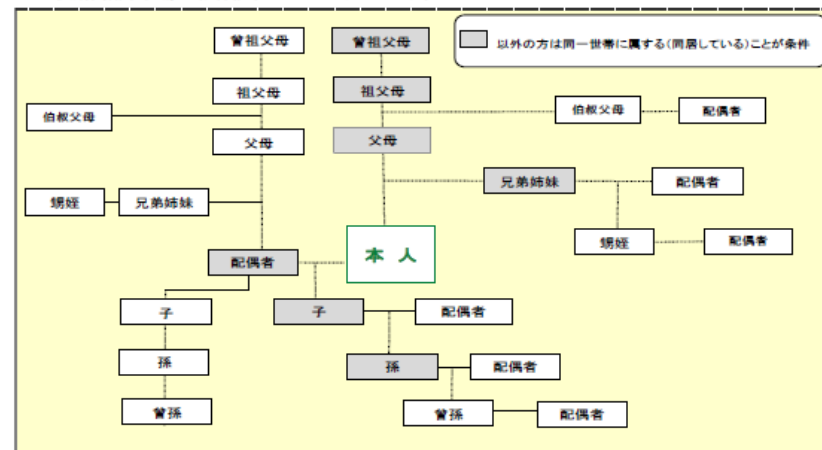 曾祖父母
曾祖父母
以外の方は同一世帯に属する(同居している)ことが条件
祖父母
祖父母
伯叔父母
伯叔父母
配偶者
父母
父母
甥姪
兄弟姉妹
兄弟姉妹
配偶者
甥姪
配偶者
配偶者
本 人
子
子
配偶者
孫
孫
配偶者
曾孫
曾孫
配偶者